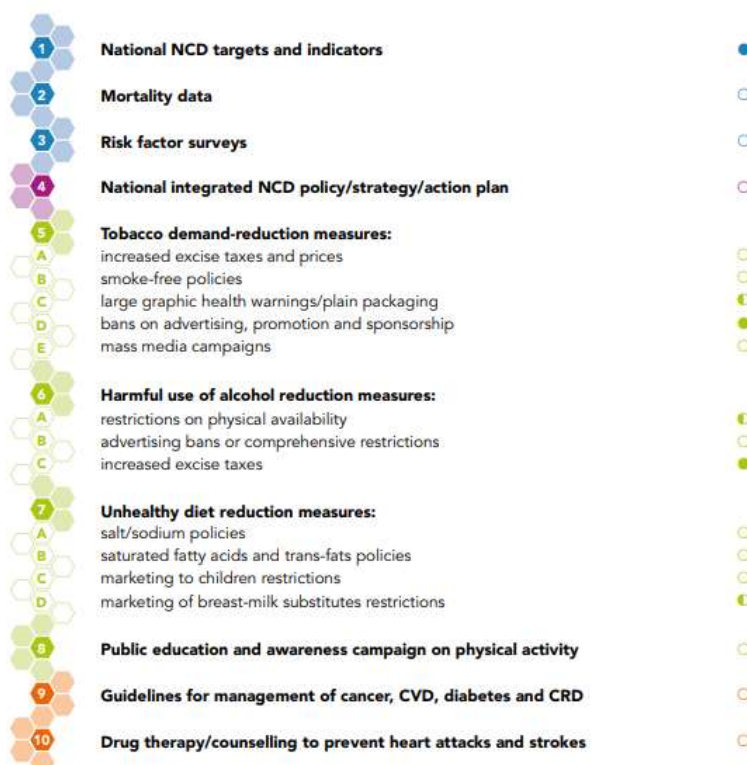 1 National NCD targets and indicators
2 Mortality data
3 Risk factor surveys
4 National integrated NCD policy/strategy/action plan
5 Tobacco demand-reduction measures:
A increased excise taxes and prices
B smoke-free policies
C large graphic health warnings/plain packaging
D bans on advertising, promotion and sponsorship
E mass media campaigns
6 Harmful use of alcohol reduction measures:
A restrictions on physical availability
B advertising bans or comprehensive restrictions
C increased excise taxes
7 Unhealthy diet reduction measures:
A salt/sodium policies
B saturated fatty acids and trans-fats policies
C marketing to children restrictions
D marketing of breast-milk substitutes restrictions
8 Public education and awareness campaign on physical activity
9 Guidelines for management of cancer, CVD, diabetes and CRD
10 Drug therapy/counselling to prevent heart attacks and strokes